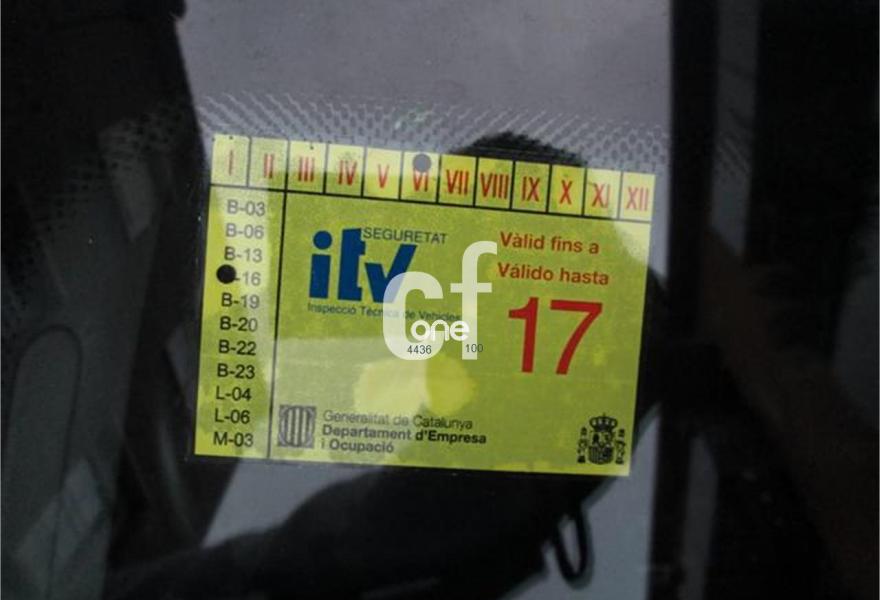 I II III IV V VI VII VIII IX X XI XII
B-03
B-06
B-13
-16
B-19
B-20
B-22
B-23
L-04
L-06
M-03
SEGURETAT
itv
Inspecció Tècnica de Vehicles
Vàlid fins a
Válido hasta
17
cf
one
4436 100
Generalitat de Catalunya
Departament d'Empresa
i Ocupació